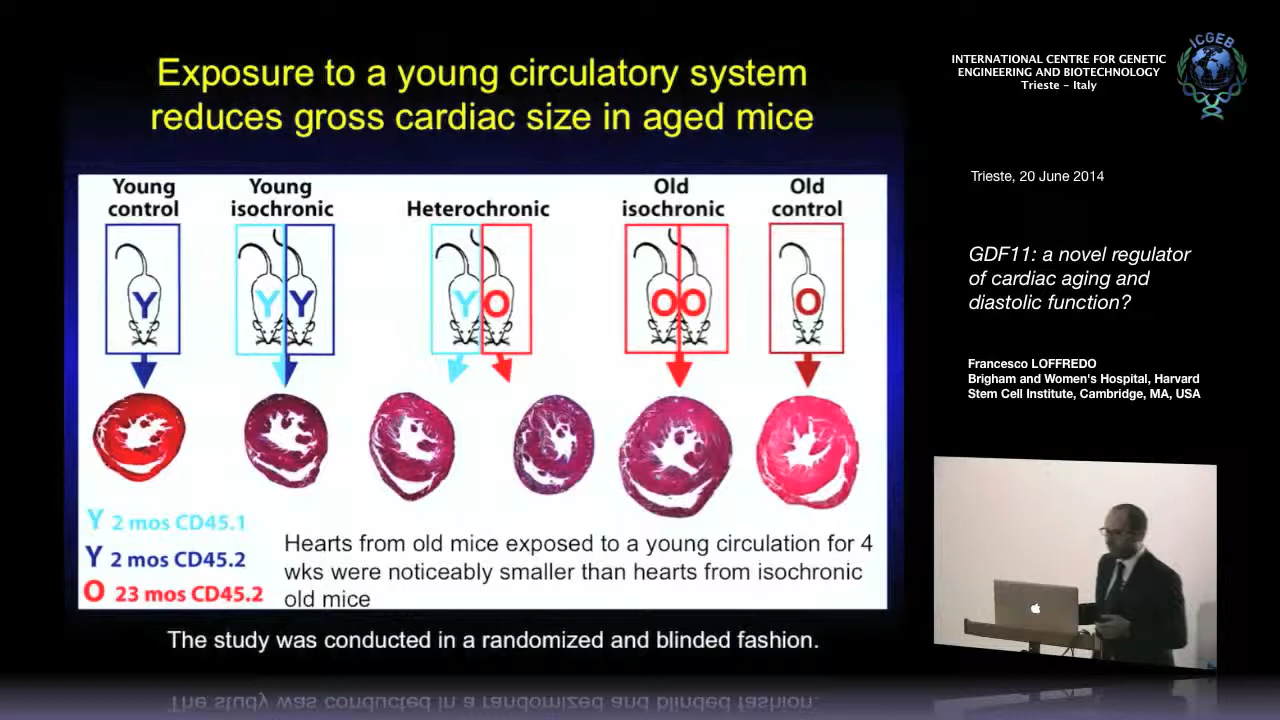 Exposure to a young circulatory system
reduces gross cardiac size in aged mice
Young
control
Young
isochronic
Heterochronic
Old
isochronic
Old
control
Y
Y Y
Y O
O O
O
Y 2 mos CD45.1
Y 2 mos CD45.2
O 23 mos CD45.2
Hearts from old mice exposed to a young circulation for 4
wks were noticeably smaller than hearts from isochronic
old mice
The study was conducted in a randomized and blinded fashion.
ICGEB
INTERNATIONAL CENTRE FOR GENETIC
ENGINEERING AND BIOTECHNOLOGY
Trieste - Italy
Trieste, 20 June 2014
GDF11: a novel regulator
of cardiac aging and
diastolic function?
Francesco LOFFREDO
Brigham and Women's Hospital, Harvard
Stem Cell Institute, Cambridge, MA, USA